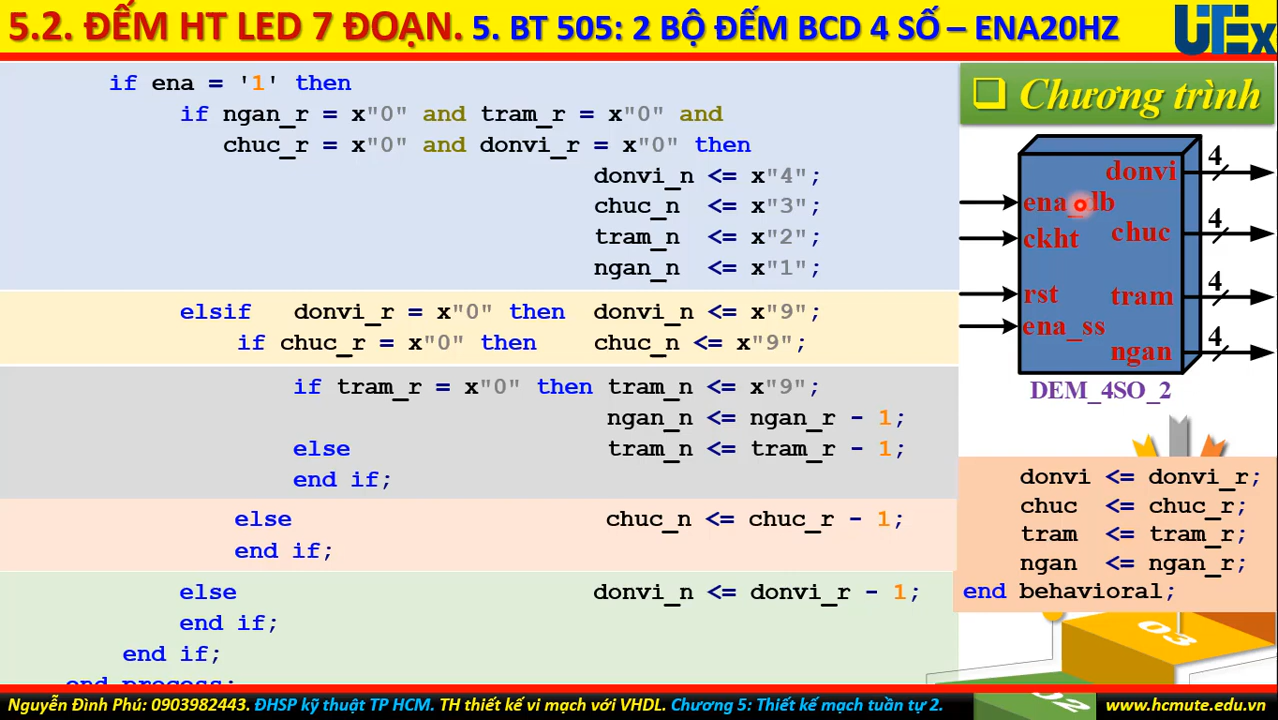 5.2. ĐẾM HT LED 7 ĐOẠN. 5. BT 505: 2 BỘ ĐẾM BCD 4 SỐ – ENA20HZ
UTEx
if ena = '1' then
if ngan_r = x"0" and tram_r = x"0" and
chuc_r = x"0" and donvi_r = x"0" then
donvi_n <= x"4";
chuc_n <= x"3";
tram_n <= x"2";
ngan_n <= x"1";
elsif donvi_r = x"0" then donvi_n <= x"9";
if chuc_r = x"0" then chuc_n <= x"9";
if tram_r = x"0" then tram_n <= x"9";
ngan_n <= ngan_r - 1;
else tram_n <= tram_r - 1;
end if;
else chuc_n <= chuc_r - 1;
end if;
else donvi_n <= donvi_r - 1;
end if;
end if;
end process;
Chương trình
donvi 4
ena_ lb
chuc 4
ckht
rst tram 4
ena_ss
ngan 4
DEM_4SO_2
donvi <= donvi_r;
chuc <= chuc_r;
tram <= tram_r;
ngan <= ngan_r;
end behavioral;
03
02
Nguyễn Đình Phú: 0903982443. ĐHSP kỹ thuật TP HCM. TH thiết kế vi mạch với VHDL. Chương 5: Thiết kế mạch tuần tự 2.
www.hcmute.edu.vn